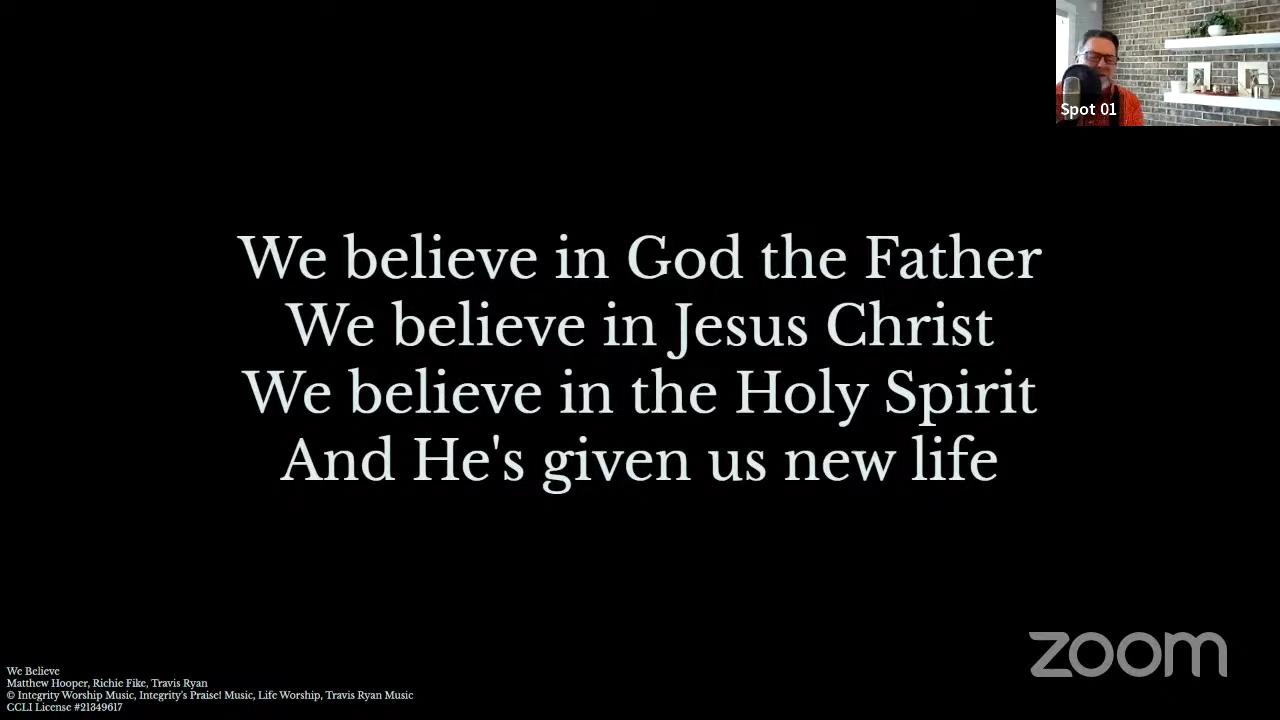 Spot 01
We believe in God the Father
We believe in Jesus Christ
We believe in the Holy Spirit
And He's given us new life
zoom
We Believe
Matthew Hooper, Richie Fike, Travis Ryan
© Integrity Worship Music, Integrity's Praise! Music, Life Worship, Travis Ryan Music
CCLI License #21349617